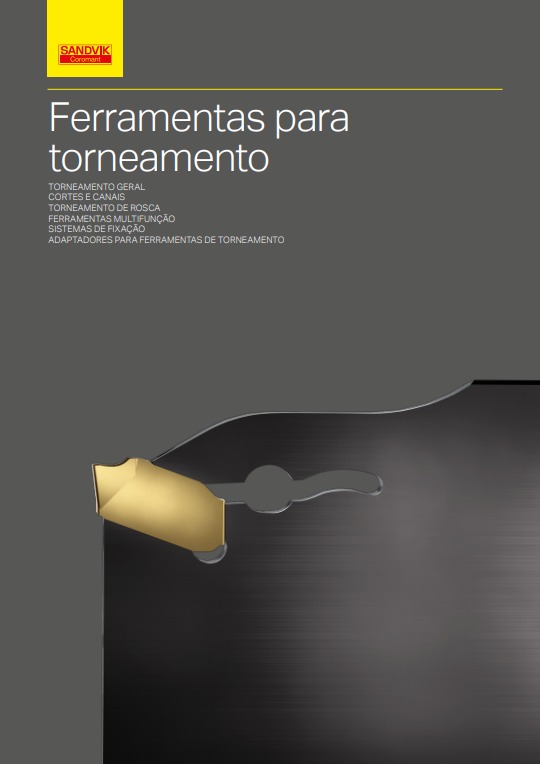 SANDVIK
Coromant
Ferramentas para
torneamento
TORNEAMENTO GERAL
CORTES E CANAIS
TORNEAMENTO DE ROSCA
FERRAMENTAS MULTIFUNÇÃO
SISTEMAS DE FIXAÇÃO
ADAPTADORES PARA FERRAMENTAS DE TORNEAMENTO